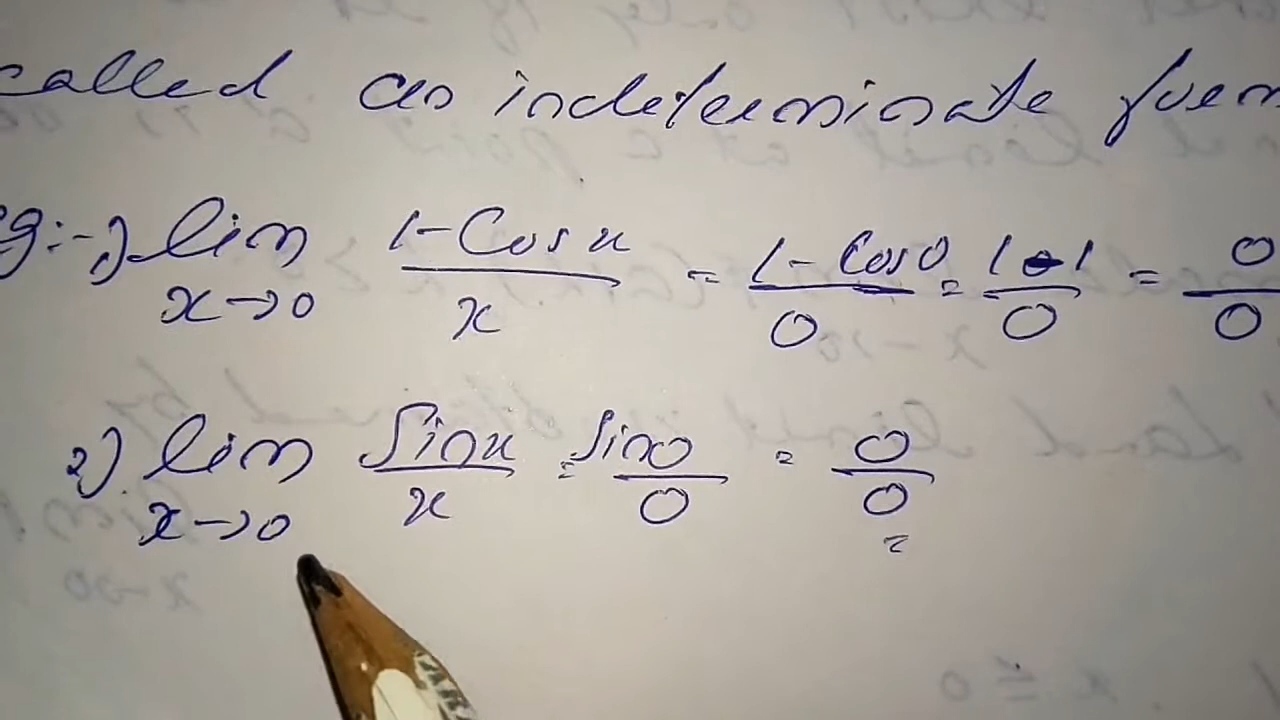 called as indeterminate form
eg:- 1) lim x→0 (1 - Cos x)/x = (1 - Cos 0)/0 = (1 - 1)/0 = 0/0
2) lim x→0 Sin x/x = Sin 0/0 = 0/0